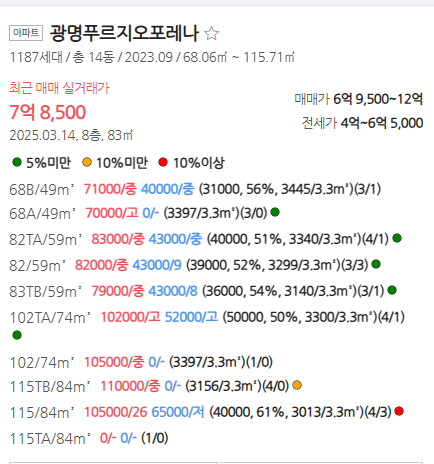 아파트 광명푸르지오포레나 ☆
1187세대 / 총 14동 / 2023.09 / 68.06㎡ ~ 115.71㎡
최근 매매 실거래가
7억 8,500
2025.03.14, 8층, 83㎡
매매가 6억 9,500~12억
전세가 4억~6억 5,000
5%미만 10%미만 10%이상
68B/49㎡ 71000/중 40000/중 (31000, 56%, 3445/3.3㎡)(3/1)
68A/49㎡ 70000/고 0/- (3397/3.3㎡)(3/0)
82TA/59㎡ 83000/중 43000/중 (40000, 51%, 3340/3.3㎡)(4/1)
82/59㎡ 82000/중 43000/9 (39000, 52%, 3299/3.3㎡)(3/3)
83TB/59㎡ 79000/중 43000/8 (36000, 54%, 3140/3.3㎡)(3/1)
102TA/74㎡ 102000/고 52000/고 (50000, 50%, 3300/3.3㎡)(4/1)
102/74㎡ 105000/중 0/- (3397/3.3㎡)(1/0)
115TB/84㎡ 110000/중 0/- (3156/3.3㎡)(4/0)
115/84㎡ 105000/26 65000/저 (40000, 61%, 3013/3.3㎡)(4/3)
115TA/84㎡ 0/- 0/- (1/0)